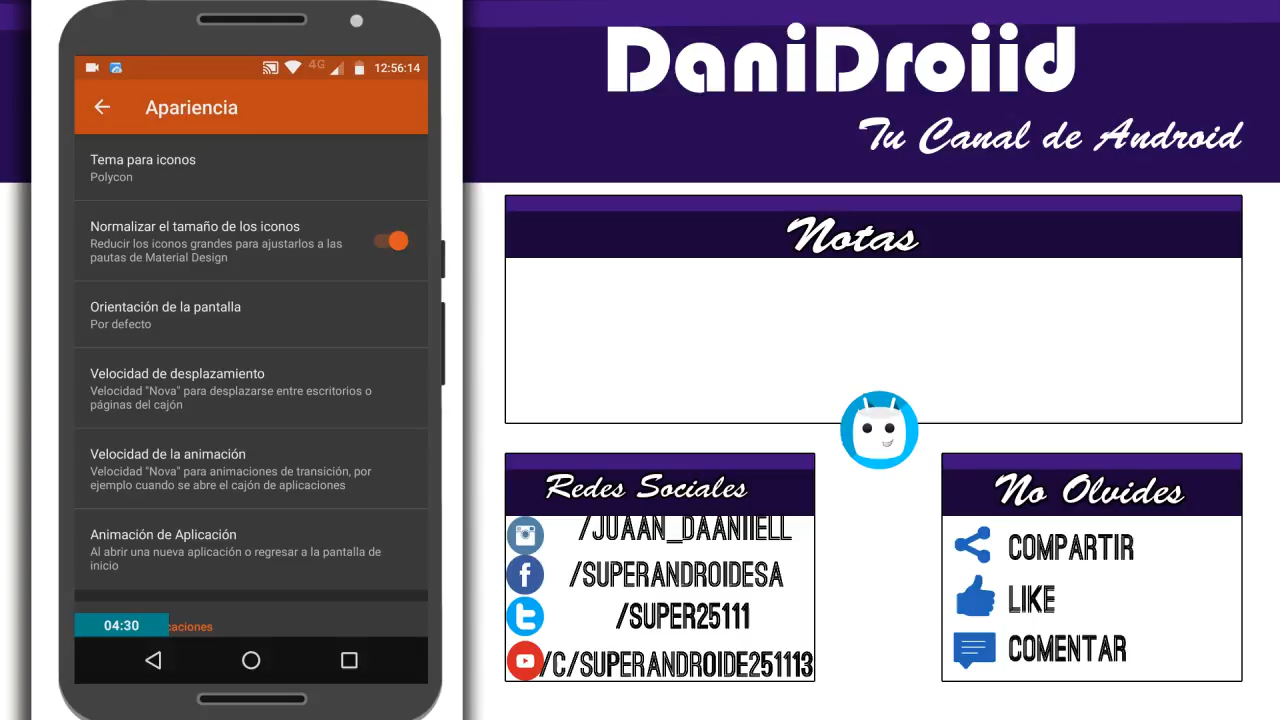 4G 12:56:14
Apariencia
Tema para iconos
Polycon
Normalizar el tamaño de los iconos
Reducir los iconos grandes para ajustarlos a las
pautas de Material Design
Orientación de la pantalla
Por defecto
Velocidad de desplazamiento
Velocidad "Nova" para desplazarse entre escritorios o
páginas del cajón
Velocidad de la animación
Velocidad "Nova" para animaciones de transición, por
ejemplo cuando se abre el cajón de aplicaciones
Animación de Aplicación
Al abrir una nueva aplicación o regresar a la pantalla de
inicio
04:30 caciones
DaniDroiid
Tu Canal de Android
Notas
Redes Sociales
/JUAAN_DAANIIELL
/SUPERANDROIDESA
/SUPER25111
/C/SUPERANDROIDE251113
No Olvides
COMPARTIR
LIKE
COMENTAR